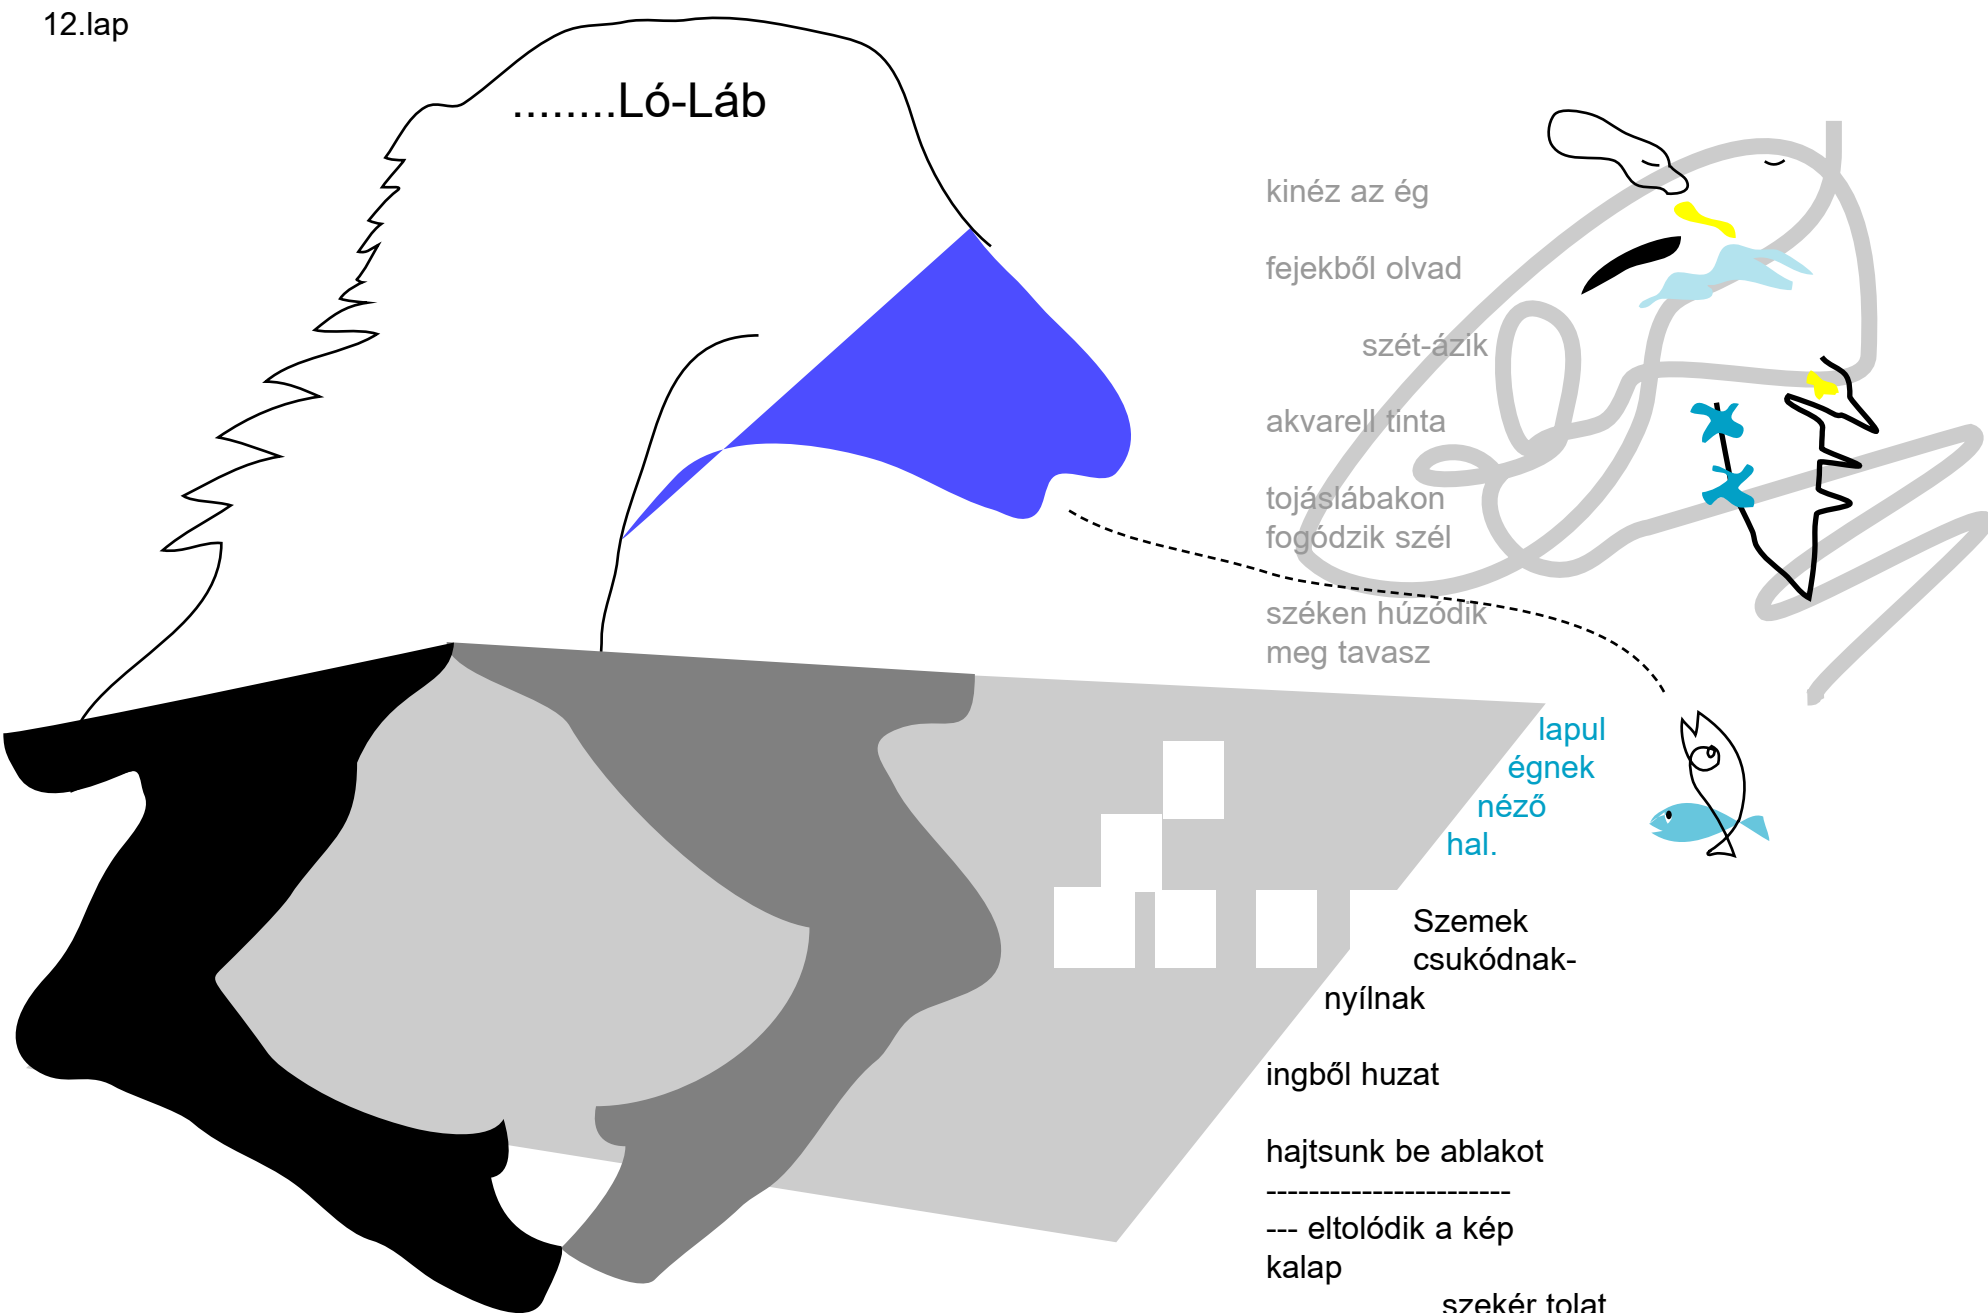 12.lap
........Ló-Láb
kinéz az ég
fejekből olvad
szét-ázik
akvarell tinta
tojáslábakon
fogódzik szél
széken húzódik
meg tavasz
lapul
égnek
néző
hal.
Szemek
csukódnak-
nyílnak
ingből huzat
hajtsunk be ablakot
-----------------------
--- eltolódik a kép
kalap
szekér tolat